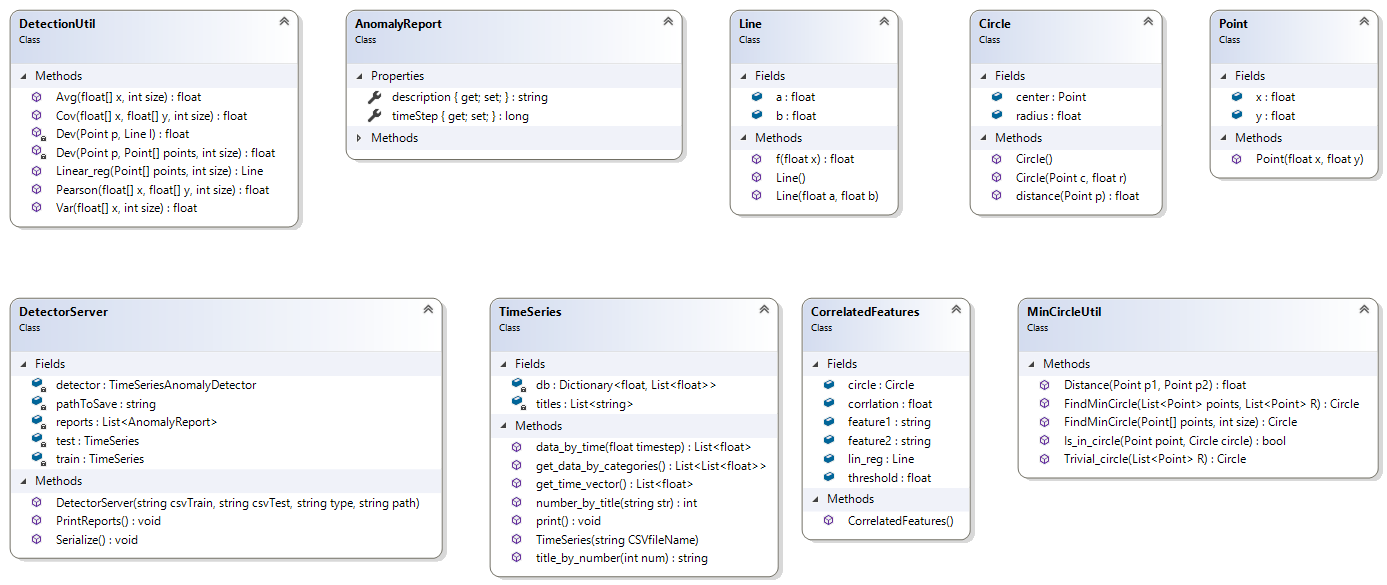 DetectionUtil
Class
Methods
Avg(float[] x, int size) : float
Cov(float[] x, float[] y, int size) : float
Dev(Point p, Line l) : float
Dev(Point p, Point[] points, int size) : float
Linear_reg(Point[] points, int size) : Line
Pearson(float[] x, float[] y, int size) : float
Var(float[] x, int size) : float
AnomalyReport
Class
Properties
description { get; set; } : string
timeStep { get; set; } : long
Methods
Line
Class
Fields
a : float
b : float
Methods
f(float x) : float
Line()
Line(float a, float b)
Circle
Class
Fields
center : Point
radius : float
Methods
Circle()
Circle(Point c, float r)
distance(Point p) : float
Point
Class
Fields
x : float
y : float
Methods
Point(float x, float y)
DetectorServer
Class
Fields
detector : TimeSeriesAnomalyDetector
pathToSave : string
reports : List<AnomalyReport>
test : TimeSeries
train : TimeSeries
Methods
DetectorServer(string csvTrain, string csvTest, string type, string path)
PrintReports() : void
Serialize() : void
TimeSeries
Class
Fields
db : Dictionary<float, List<float>>
titles : List<string>
Methods
data_by_time(float timestep) : List<float>
get_data_by_categories() : List<List<float>>
get_time_vector() : List<float>
number_by_title(string str) : int
print() : void
TimeSeries(string CSVfileName)
title_by_number(int num) : string
CorrelatedFeatures
Class
Fields
circle : Circle
corrlation : float
feature1 : string
feature2 : string
lin_reg : Line
threshold : float
Methods
CorrelatedFeatures()
MinCircleUtil
Class
Methods
Distance(Point p1, Point p2) : float
FindMinCircle(List<Point> points, List<Point> R) : Circle
FindMinCircle(Point[] points, int size) : Circle
Is_in_circle(Point point, Circle circle) : bool
Trivial_circle(List<Point> R) : Circle